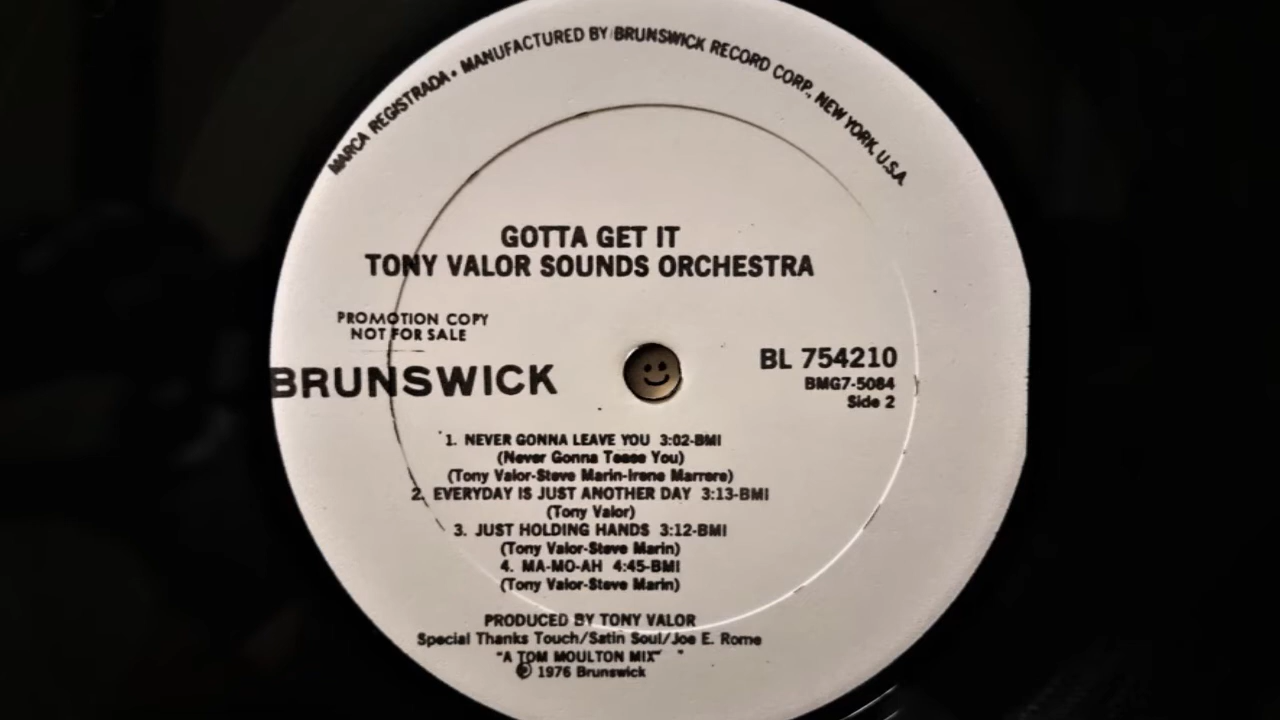 MARCA REGISTRADA • MANUFACTURED BY BRUNSWICK RECORD CORP., NEW YORK, U.S.A.
GOTTA GET IT
TONY VALOR SOUNDS ORCHESTRA
PROMOTION COPY
NOT FOR SALE
BRUNSWICK
BL 754210
BMG7-5084
Side 2
1. NEVER GONNA LEAVE YOU 3:02-BMI
(Never Gonna Tease You)
(Tony Valor-Steve Marin-Irene Marrero)
2. EVERYDAY IS JUST ANOTHER DAY 3:13-BMI
(Tony Valor)
3. JUST HOLDING HANDS 3:12-BMI
(Tony Valor-Steve Marin)
4. MA-MO-AH 4:45-BMI
(Tony Valor-Steve Marin)
PRODUCED BY TONY VALOR
Special Thanks Touch/Satin Soul/Joe E. Rome
"A TOM MOULTON MIX"
℗ 1976 Brunswick